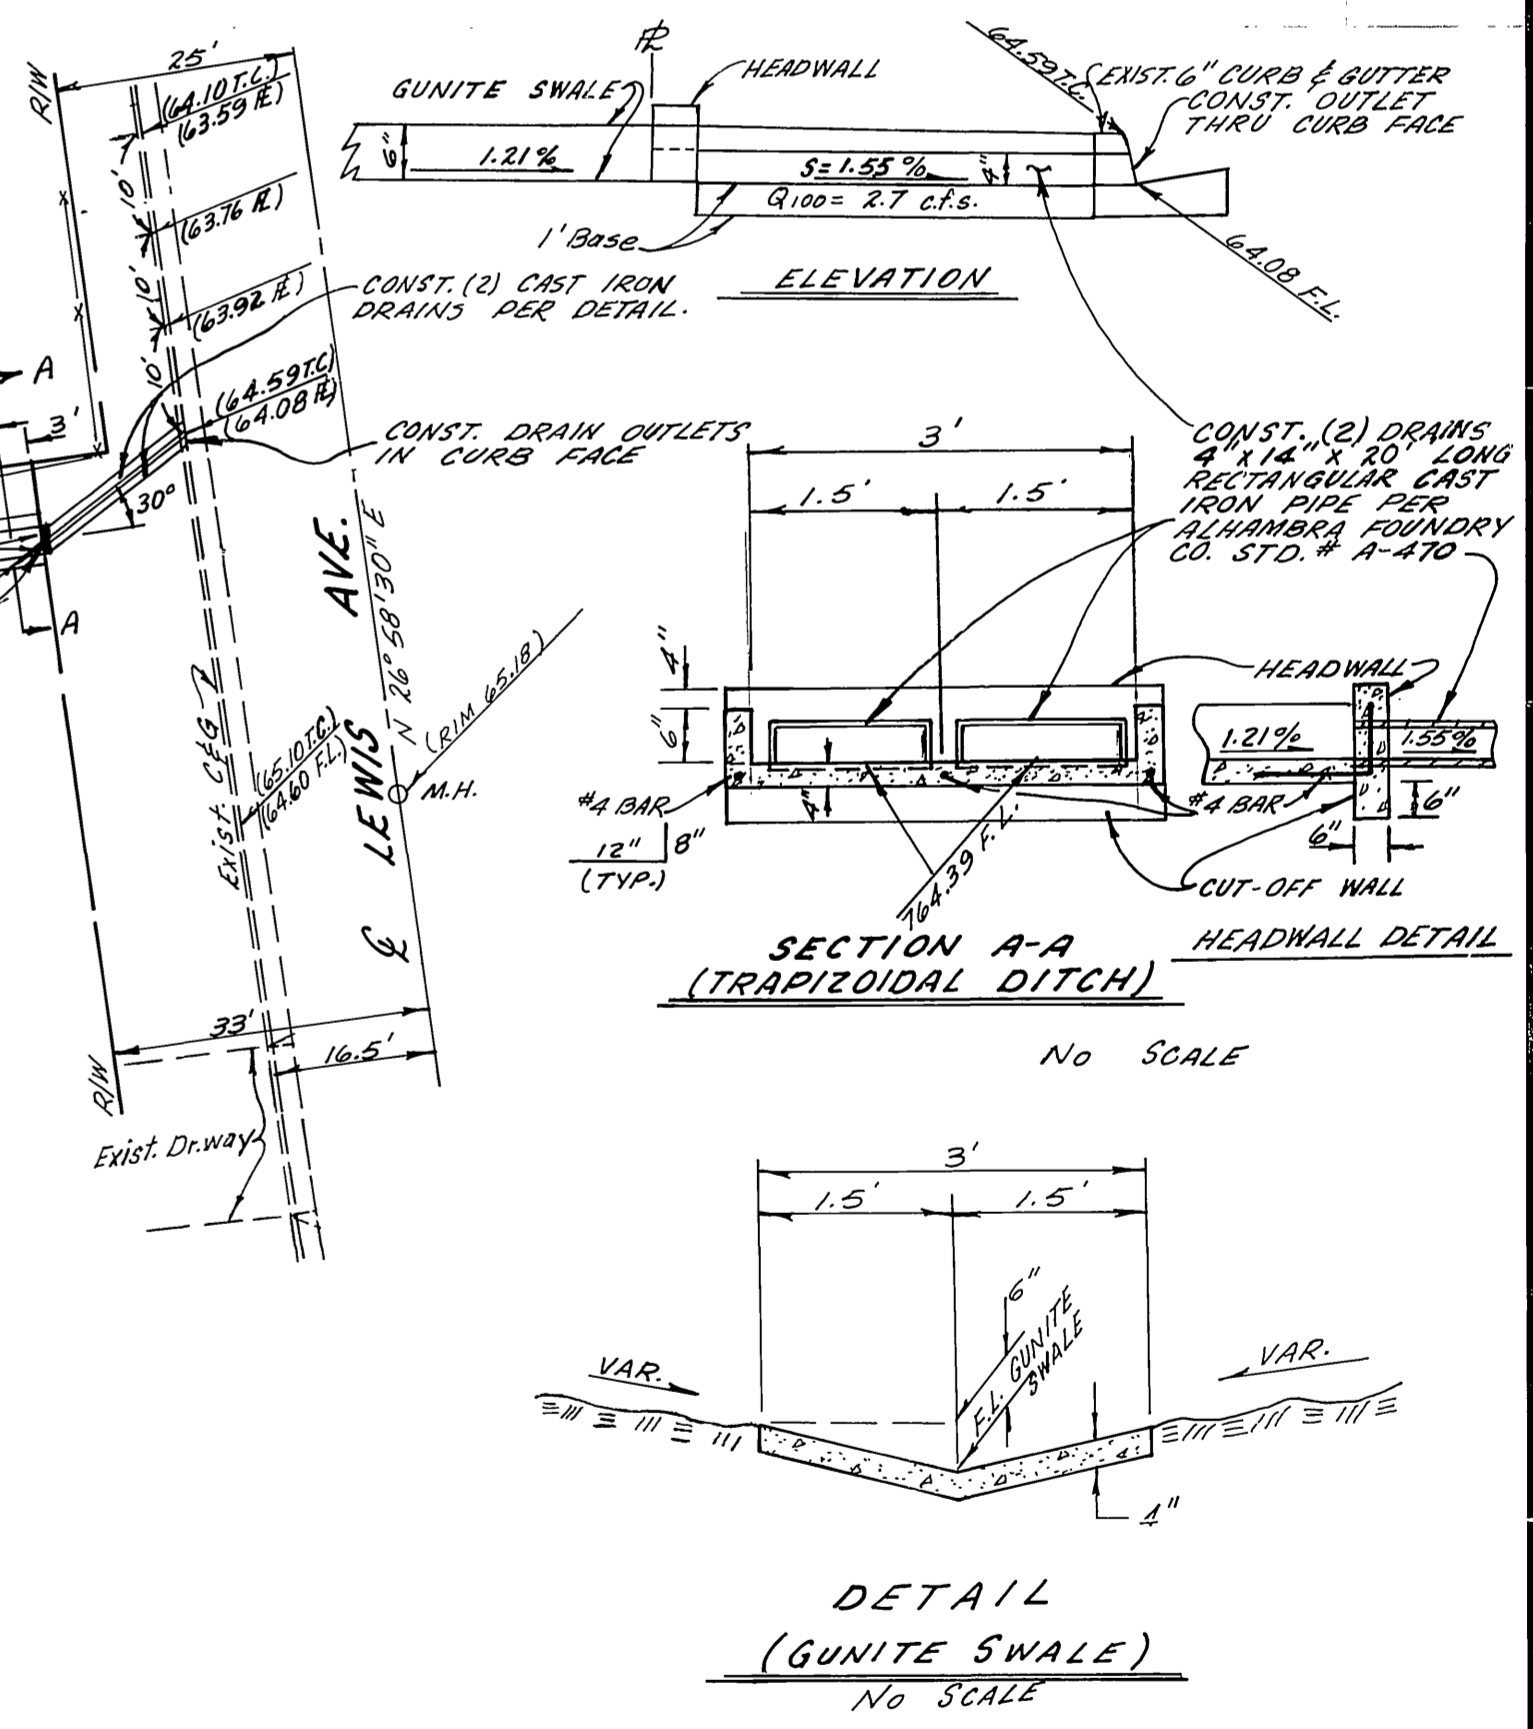 25'
R/W
(64.10 T.C.)
(63.59 FL)
10'
(63.76 FL)
10'
(63.92 FL)
10'
(64.59 T.C)
(64.08 FL)
A
3'
30°
A
CONST. (2) CAST IRON
DRAINS PER DETAIL.
CONST. DRAIN OUTLETS
IN CURB FACE
℄ LEWIS AVE.
N 26° 58' 30" E
(RIM 65.18)
M.H.
Exist. C&G
(65.10 T.C.)
(64.60 F.L.)
33'
16.5'
R/W
Exist. Dr.way
PL
HEADWALL
GUNITE SWALE
64.59 T.C.
EXIST. 6" CURB & GUTTER
CONST. OUTLET
THRU CURB FACE
6"
1.21%
S=1.55%
4"
Q100= 2.7 c.f.s.
1' Base
64.08 F.L.
ELEVATION
CONST. (2) DRAINS
4" x 14" x 20' LONG
RECTANGULAR CAST
IRON PIPE PER
ALHAMBRA FOUNDRY
CO. STD. # A-470
3'
1.5'
1.5'
4"
6"
#4 BAR
12"
8"
(TYP.)
4"
764.39 F.L.
HEADWALL
1.21%
1.55%
#4 BAR
6"
6"
CUT-OFF WALL
SECTION A-A
(TRAPIZOIDAL DITCH)
HEADWALL DETAIL
No SCALE
3'
1.5'
1.5'
6"
F.L. GUNITE
SWALE
VAR.
VAR.
4"
DETAIL
(GUNITE SWALE)
No SCALE